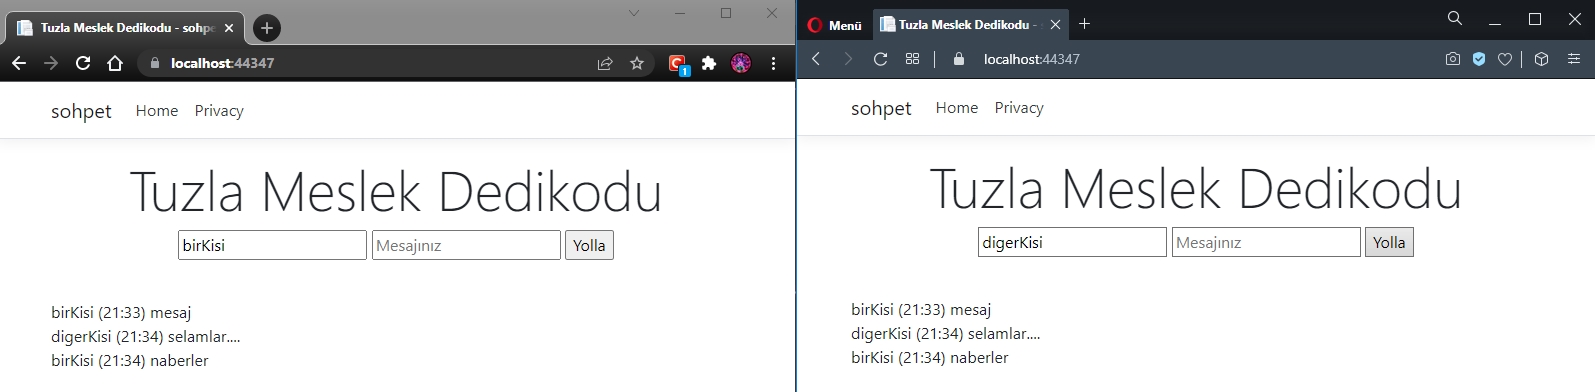 Tuzla Meslek Dedikodu - sohpe
localhost:44347
1
sohpet Home Privacy
Tuzla Meslek Dedikodu
birKisi Mesajınız Yolla
birKisi (21:33) mesaj
digerKisi (21:34) selamlar....
birKisi (21:34) naberler
Menü Tuzla Meslek Dedikodu -
localhost:44347
sohpet Home Privacy
Tuzla Meslek Dedikodu
digerKisi Mesajınız Yolla
birKisi (21:33) mesaj
digerKisi (21:34) selamlar....
birKisi (21:34) naberler